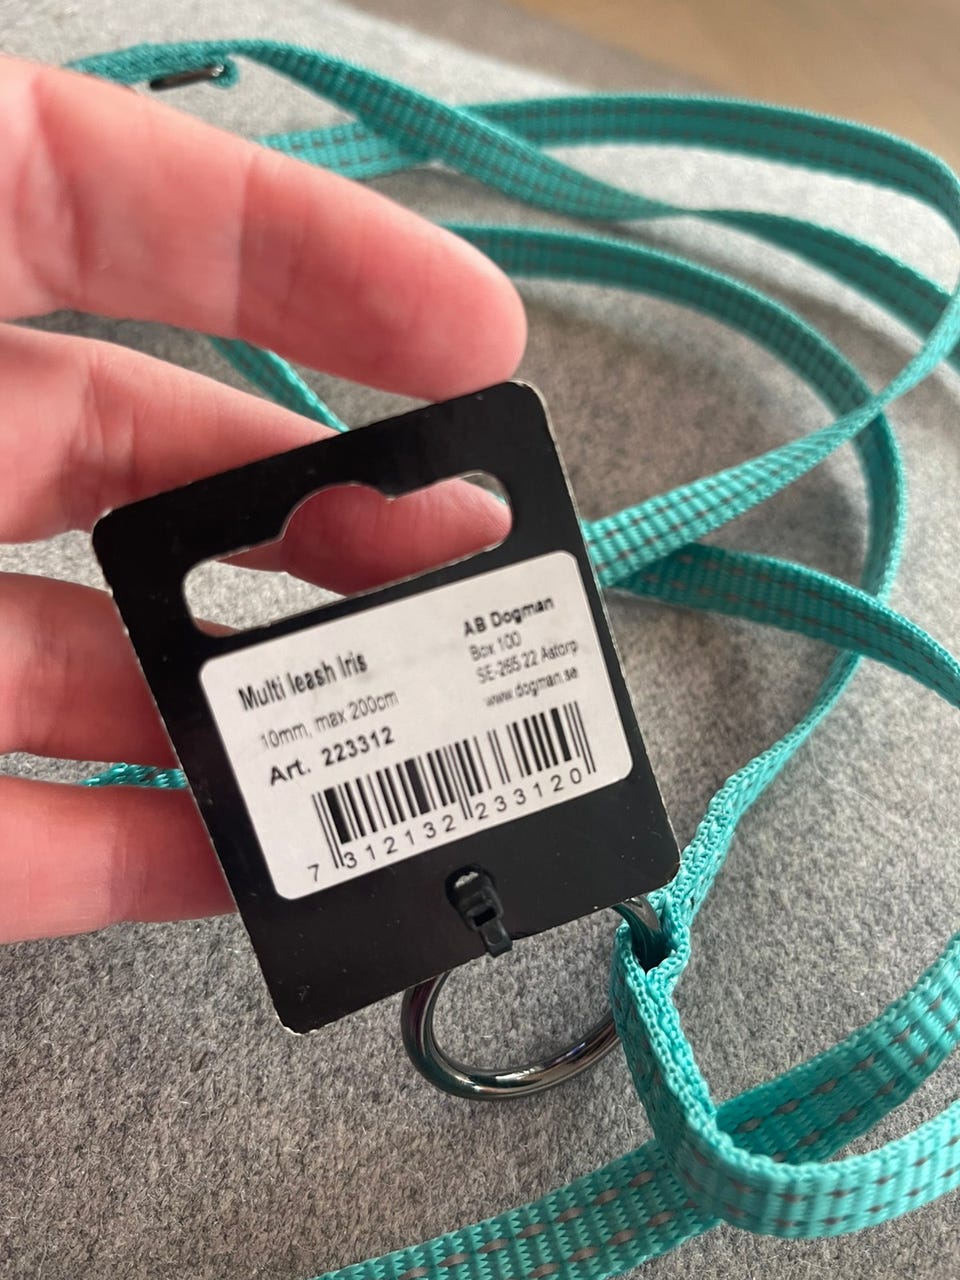 Multi leash Iris
10mm, max 200cm
Art. 223312
AB Dogman
Box 100
SE-265 22 Åstorp
www.dogman.se
7 312132 233120